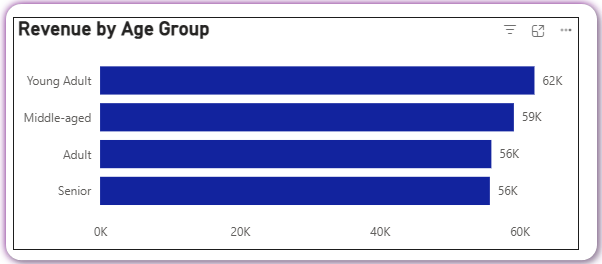 Revenue by Age Group
Young Adult 62K
Middle-aged 59K
Adult 56K
Senior 56K
0K 20K 40K 60K